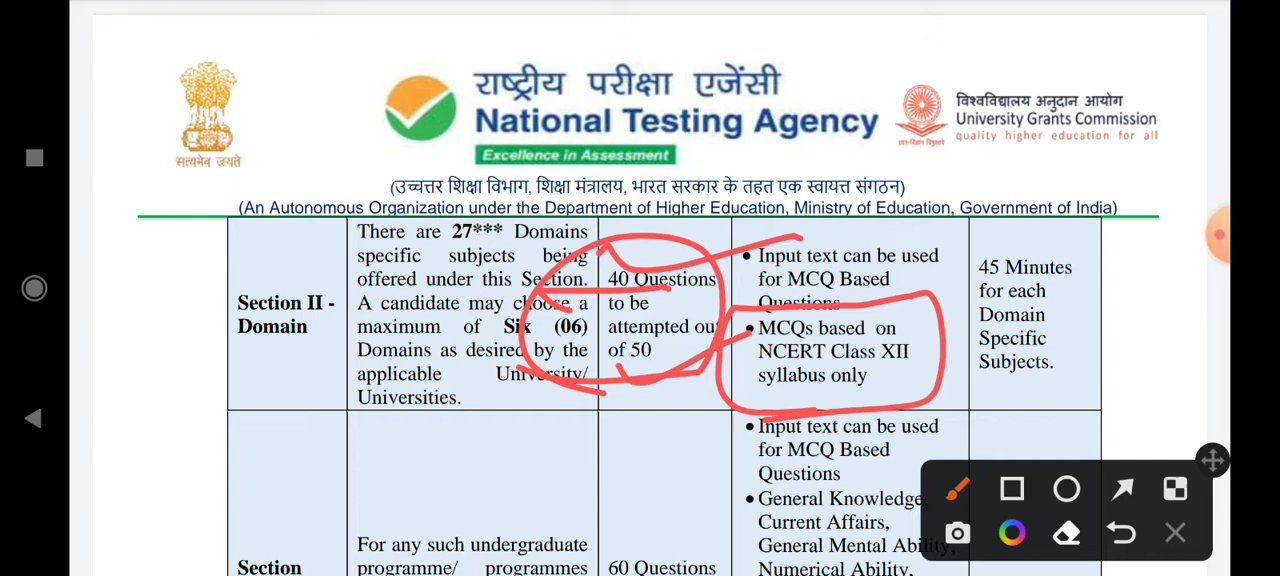 सत्यमेव जयते
राष्ट्रीय परीक्षा एजेंसी
National Testing Agency
Excellence in Assessment
विश्वविद्यालय अनुदान आयोग
University Grants Commission
quality higher education for all
(उच्चत्तर शिक्षा विभाग, शिक्षा मंत्रालय, भारत सरकार के तहत एक स्वायत्त संगठन)
(An Autonomous Organization under the Department of Higher Education, Ministry of Education, Government of India)
Section II -
Domain
There are 27*** Domains
specific subjects being
offered under this Section.
A candidate may choose a
maximum of Six (06)
Domains as desired by the
applicable University/
Universities.
40 Questions
to be
attempted out
of 50
• Input text can be used
for MCQ Based
Questions
• MCQs based on
NCERT Class XII
syllabus only
45 Minutes
for each
Domain
Specific
Subjects.
Section
For any such undergraduate
programme/ programmes
60 Questions
• Input text can be used
for MCQ Based
Questions
• General Knowledge,
Current Affairs,
General Mental Ability,
Numerical Ability,